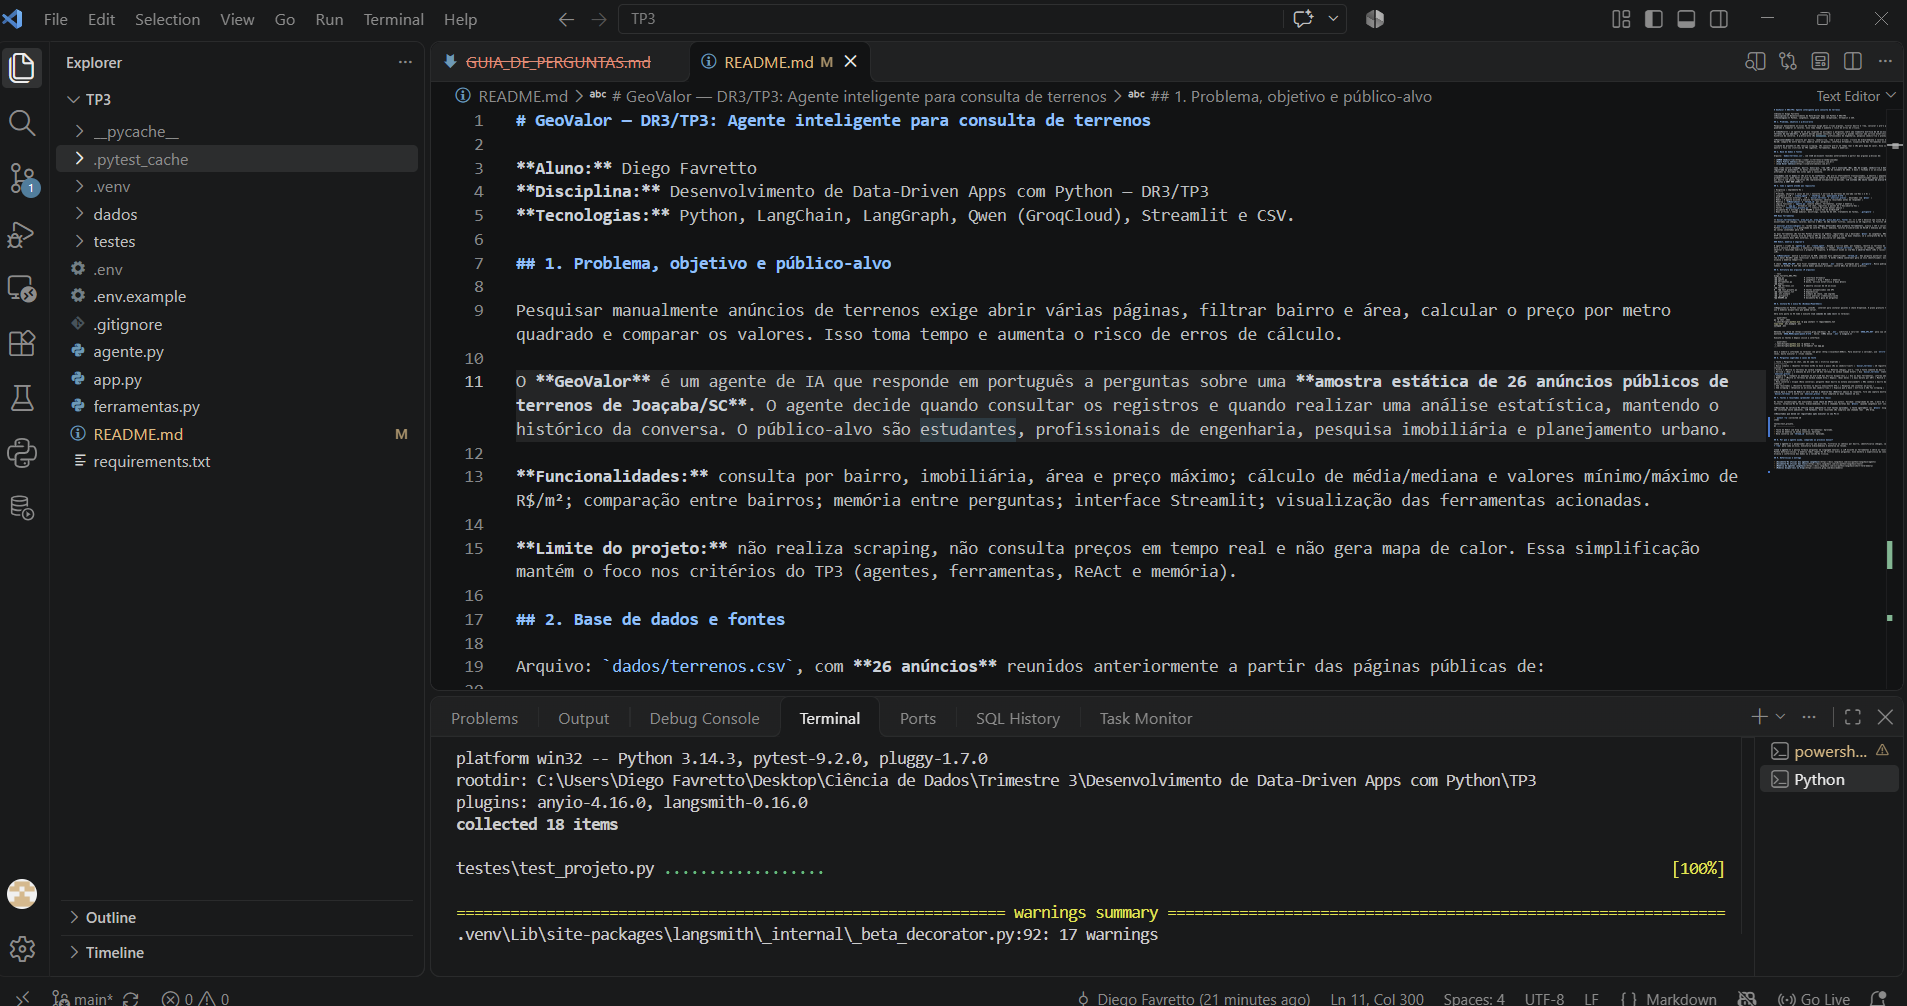 File Edit Selection View Go Run Terminal Help
TP3
Explorer
TP3
__pycache__
.pytest_cache
.venv
dados
testes
.env
.env.example
.gitignore
agente.py
app.py
ferramentas.py
README.md M
requirements.txt
Outline
Timeline
1
GUIA_DE_PERGUNTAS.md
README.md M
README.md > # GeoValor — DR3/TP3: Agente inteligente para consulta de terrenos > ## 1. Problema, objetivo e público-alvo
Text Editor
1 # GeoValor — DR3/TP3: Agente inteligente para consulta de terrenos
2
3 **Aluno:** Diego Favretto
4 **Disciplina:** Desenvolvimento de Data-Driven Apps com Python — DR3/TP3
5 **Tecnologias:** Python, LangChain, LangGraph, Qwen (GroqCloud), Streamlit e CSV.
6
7 ## 1. Problema, objetivo e público-alvo
8
9 Pesquisar manualmente anúncios de terrenos exige abrir várias páginas, filtrar bairro e área, calcular o preço por metro
quadrado e comparar os valores. Isso toma tempo e aumenta o risco de erros de cálculo.
10
11 O **GeoValor** é um agente de IA que responde em português a perguntas sobre uma **amostra estática de 26 anúncios públicos de
terrenos de Joaçaba/SC**. O agente decide quando consultar os registros e quando realizar uma análise estatística, mantendo o
histórico da conversa. O público-alvo são estudantes, profissionais de engenharia, pesquisa imobiliária e planejamento urbano.
12
13 **Funcionalidades:** consulta por bairro, imobiliária, área e preço máximo; cálculo de média/mediana e valores mínimo/máximo de
R$/m²; comparação entre bairros; memória entre perguntas; interface Streamlit; visualização das ferramentas acionadas.
14
15 **Limite do projeto:** não realiza scraping, não consulta preços em tempo real e não gera mapa de calor. Essa simplificação
mantém o foco nos critérios do TP3 (agentes, ferramentas, ReAct e memória).
16
17 ## 2. Base de dados e fontes
18
19 Arquivo: `dados/terrenos.csv`, com **26 anúncios** reunidos anteriormente a partir das páginas públicas de:
20
Problems Output Debug Console Terminal Ports SQL History Task Monitor
platform win32 -- Python 3.14.3, pytest-9.2.0, pluggy-1.7.0
rootdir: C:\Users\Diego Favretto\Desktop\Ciência de Dados\Trimestre 3\Desenvolvimento de Data-Driven Apps com Python\TP3
plugins: anyio-4.16.0, langsmith-0.16.0
collected 18 items
testes\test_projeto.py .................. [100%]
============================================================= warnings summary ==============================================================
.venv\Lib\site-packages\langsmith\_internal\_beta_decorator.py:92: 17 warnings
powersh...
Python
main* 0 0 Diego Favretto (21 minutes ago) Ln 11, Col 300 Spaces: 4 UTF-8 LF { } Markdown Go Live